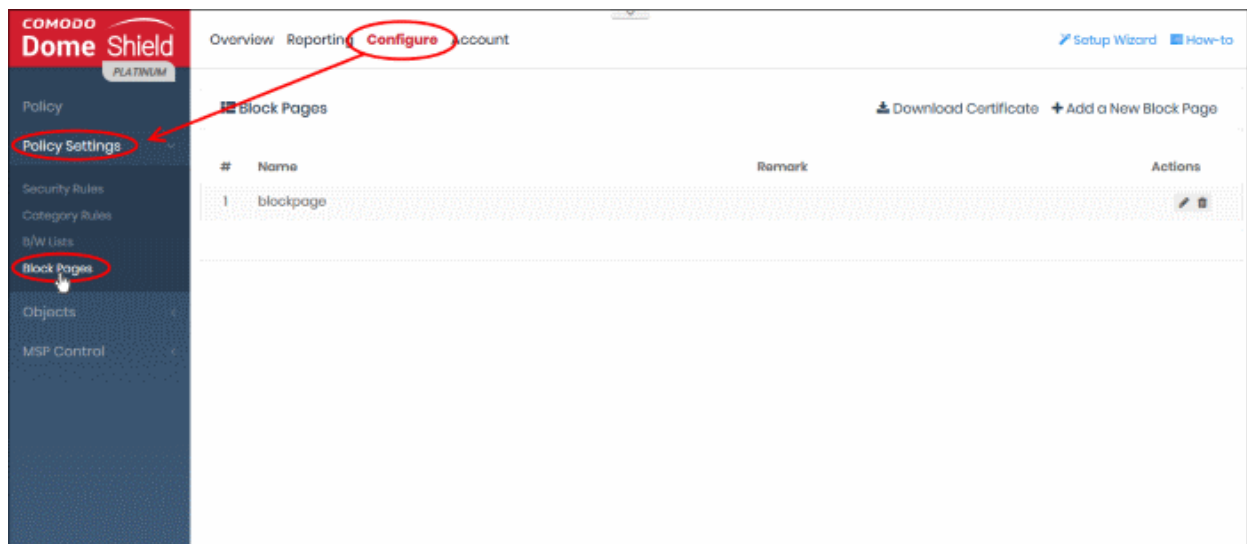 COMODO
Dome Shield
PLATINUM
Overview Reporting Configure Account
Setup Wizard How-to
Policy
Policy Settings
Security Rules
Category Rules
B/W Lists
Block Pages
Objects
MSP Control
Block Pages
Download Certificate + Add a New Block Page
# Name Remark Actions
1 blockpage